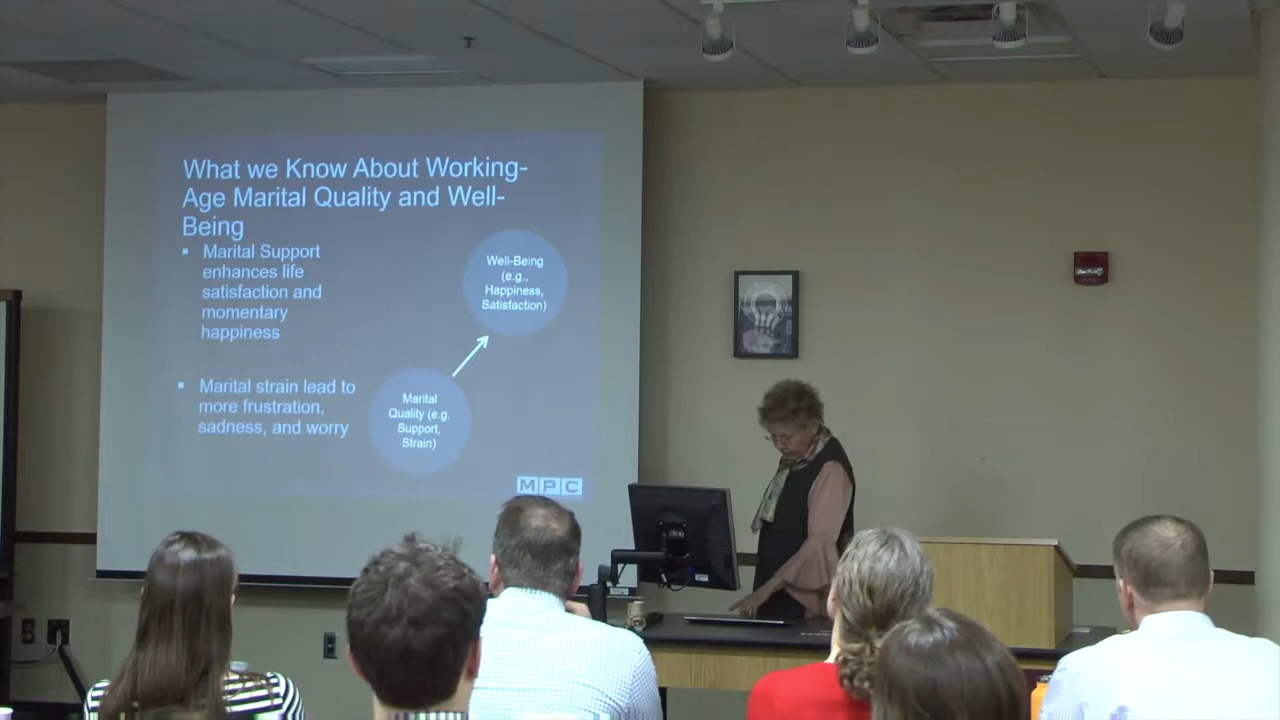 What we Know About Working-
Age Marital Quality and Well-
Being
▪ Marital Support
enhances life
satisfaction and
momentary
happiness
▪ Marital strain lead to
more frustration,
sadness, and worry
Well-Being
(e.g.,
Happiness,
Satisfaction)
Marital
Quality (e.g.
Support,
Strain)
MPC